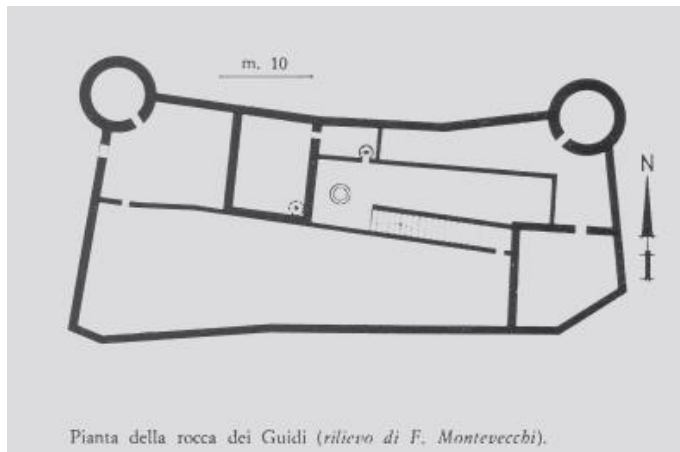 m. 10
N
Pianta della rocca dei Guidi (rilievo di F. Montevecchi).